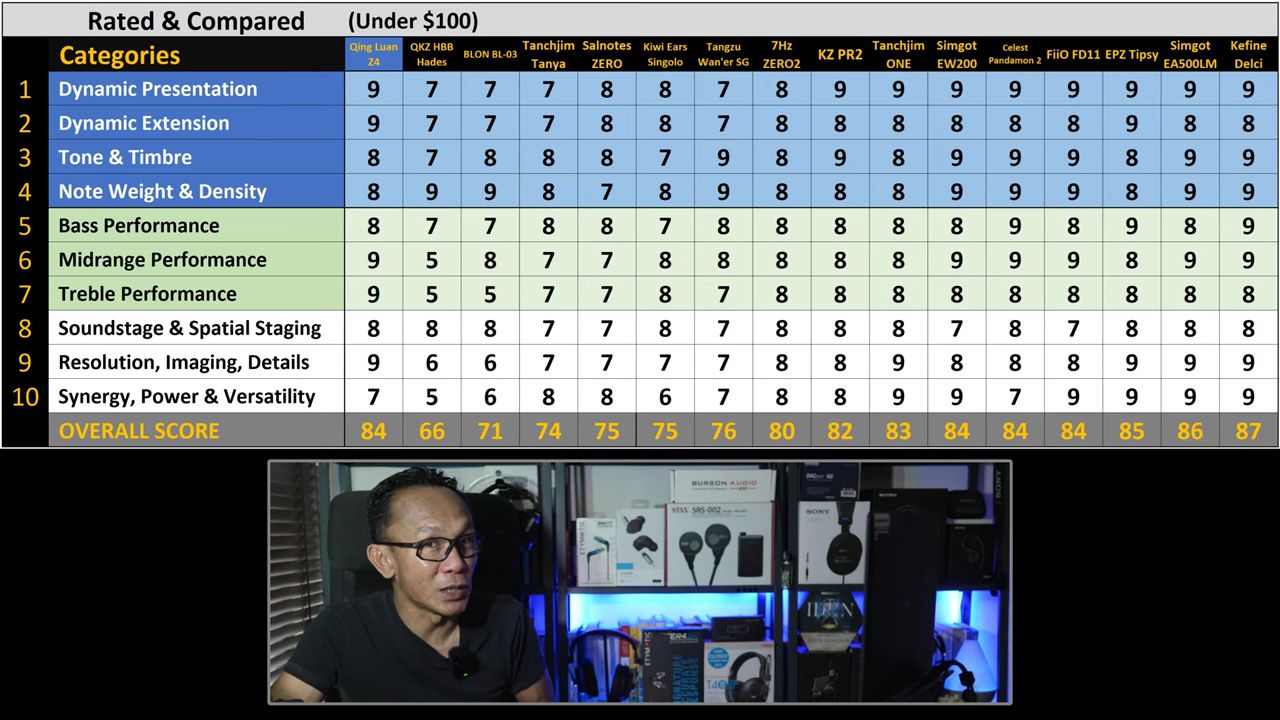 Rated & Compared (Under $100)
Categories Qing Luan Z4 QKZ HBB Hades BLON BL-03 Tanchjim Tanya Salnotes ZERO Kiwi Ears Singolo Tangzu Wan'er SG 7Hz ZERO2 KZ PR2 Tanchjim ONE Simgot EW200 Celest Pandamon 2 FiiO FD11 EPZ Tipsy Simgot EA500LM Kefine Delci
1 Dynamic Presentation 9 7 7 7 8 8 7 8 9 9 9 9 9 9 9 9
2 Dynamic Extension 9 7 7 7 8 8 7 8 8 8 8 8 8 9 8 8
3 Tone & Timbre 8 7 8 8 8 7 9 8 9 8 9 9 9 8 9 9
4 Note Weight & Density 8 9 9 8 7 8 9 8 8 8 9 9 9 8 9 9
5 Bass Performance 8 7 7 8 8 7 8 8 8 8 8 9 9 9 8 9
6 Midrange Performance 9 5 8 7 7 8 8 8 8 8 9 9 9 8 9 9
7 Treble Performance 9 5 5 7 7 8 7 8 8 8 8 8 8 8 8 8
8 Soundstage & Spatial Staging 8 8 8 7 7 8 7 8 8 8 7 8 7 8 8 8
9 Resolution, Imaging, Details 9 6 6 7 7 7 7 8 8 9 8 8 8 9 9 9
10 Synergy, Power & Versatility 7 5 6 8 8 6 7 8 8 9 9 7 9 9 9 9
OVERALL SCORE 84 66 71 74 75 75 76 80 82 83 84 84 84 85 86 87
BURSON AUDIO
STAX SRS-002
SONY
SONY
ETYMOTIC
ETYMOTIC
ER4